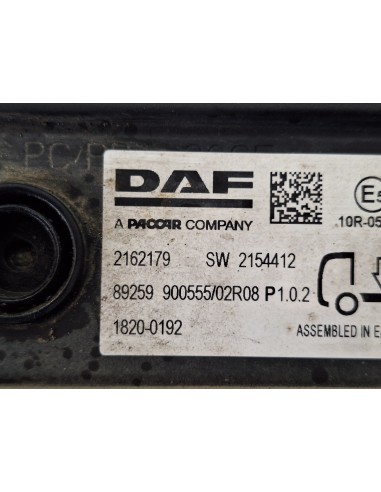 DAF
A PACCAR COMPANY
2162179 SW 2154412
89259 900555/02R08 P1.0.2
1820-0192
10R-05
ASSEMBLED IN